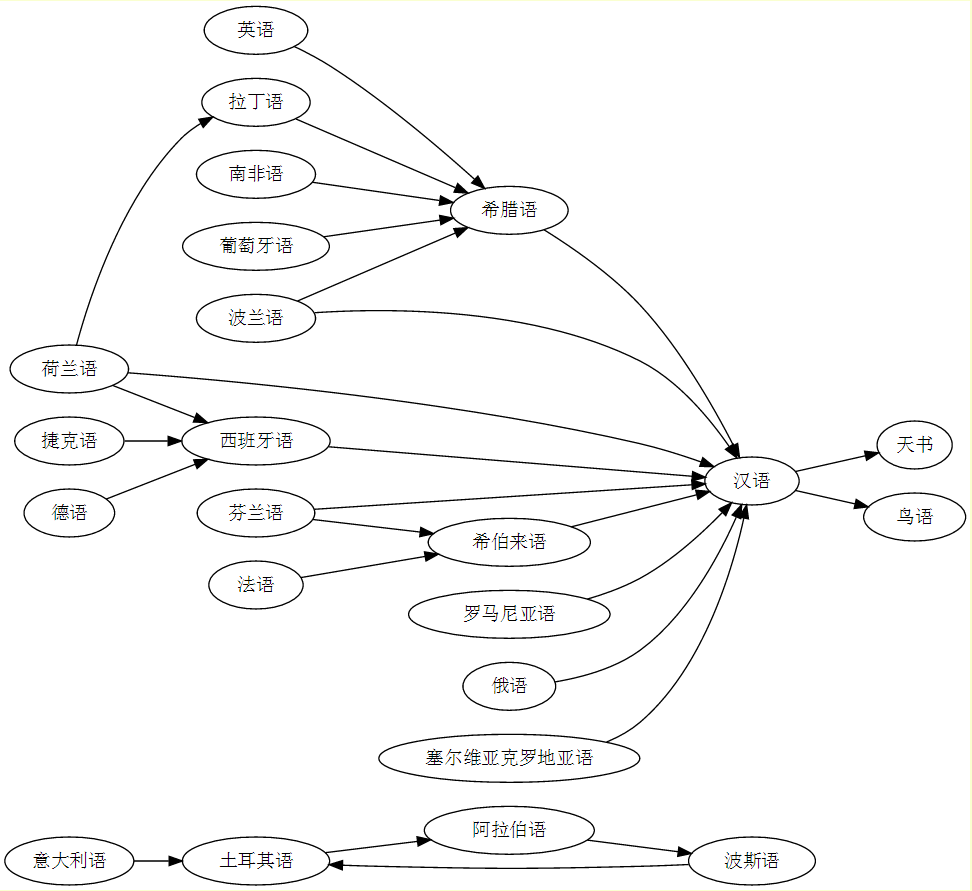 英语
拉丁语
南非语
希腊语
葡萄牙语
波兰语
荷兰语
捷克语
西班牙语
天书
汉语
德语
芬兰语
鸟语
希伯来语
法语
罗马尼亚语
俄语
塞尔维亚克罗地亚语
阿拉伯语
意大利语
土耳其语
波斯语